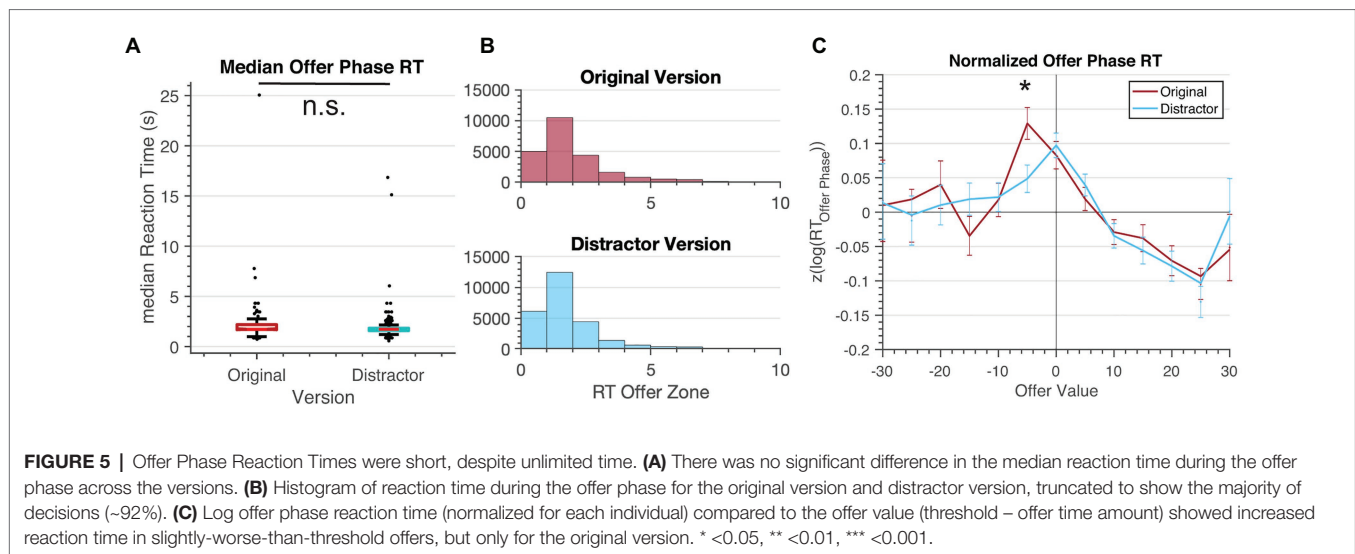 A
Median Offer Phase RT
n.s.
25
20
15
10
5
0
median Reaction Time (s)
Original
Distractor
Version
B
Original Version
15000
10000
5000
0
0
5
10
Distractor Version
15000
10000
5000
0
0
5
10
RT Offer Zone
C
Normalized Offer Phase RT
*
Original
Distractor
0.2
0.15
0.1
0.05
0
-0.05
-0.1
-0.15
-0.2
z(log(RT Offer Phase))
-30
-20
-10
0
10
20
30
Offer Value
FIGURE 5 | Offer Phase Reaction Times were short, despite unlimited time. (A) There was no significant difference in the median reaction time during the offer
phase across the versions. (B) Histogram of reaction time during the offer phase for the original version and distractor version, truncated to show the majority of
decisions (~92%). (C) Log offer phase reaction time (normalized for each individual) compared to the offer value (threshold – offer time amount) showed increased
reaction time in slightly-worse-than-threshold offers, but only for the original version. * <0.05, ** <0.01, *** <0.001.